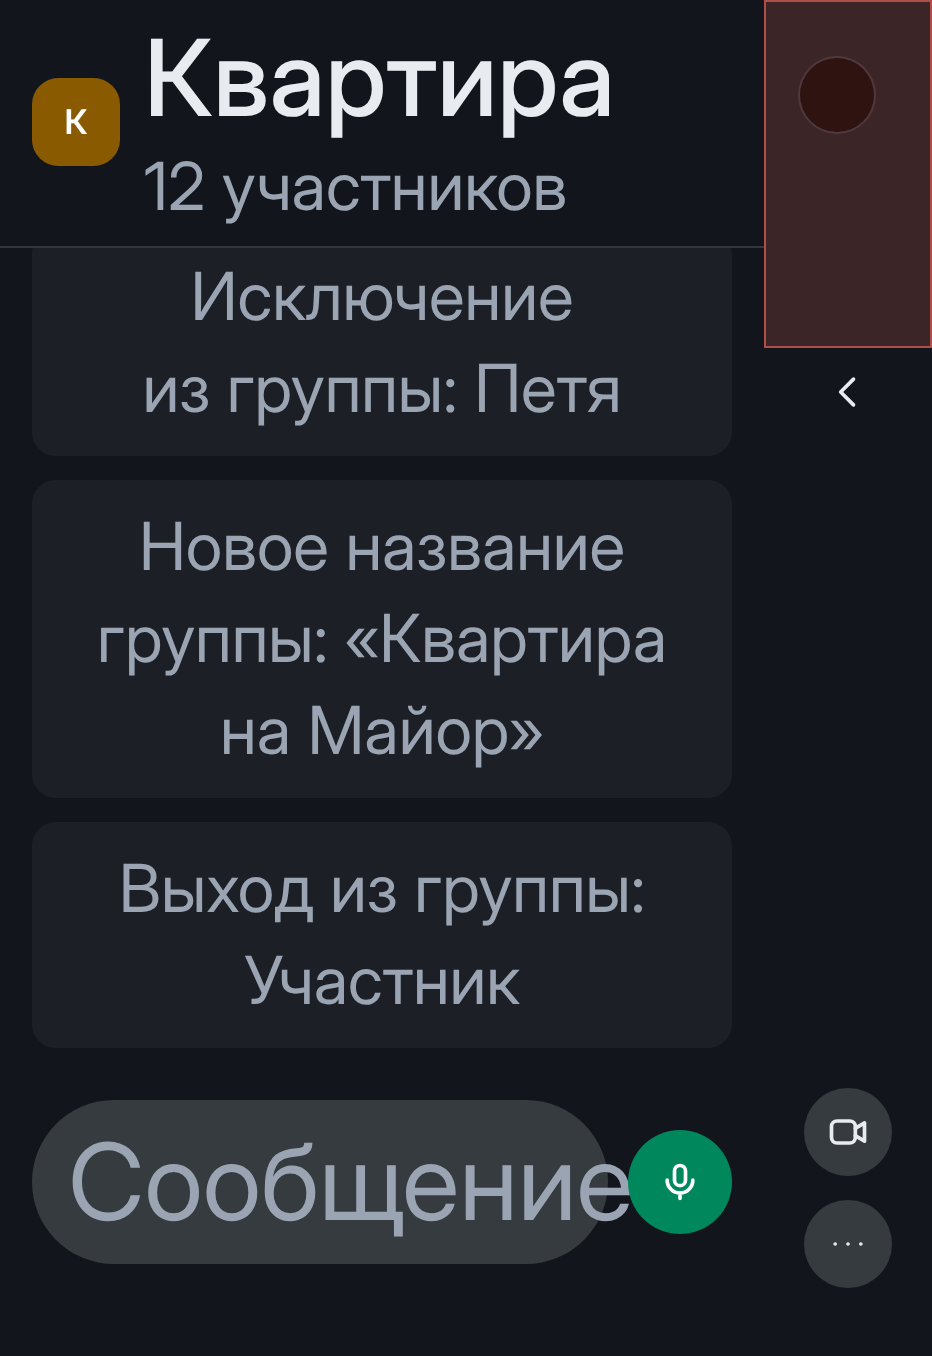 К
Квартира
12 участников
Исключение
из группы: Петя
Новое название
группы: «Квартира
на Майор»
Выход из группы:
Участник
Сообщение